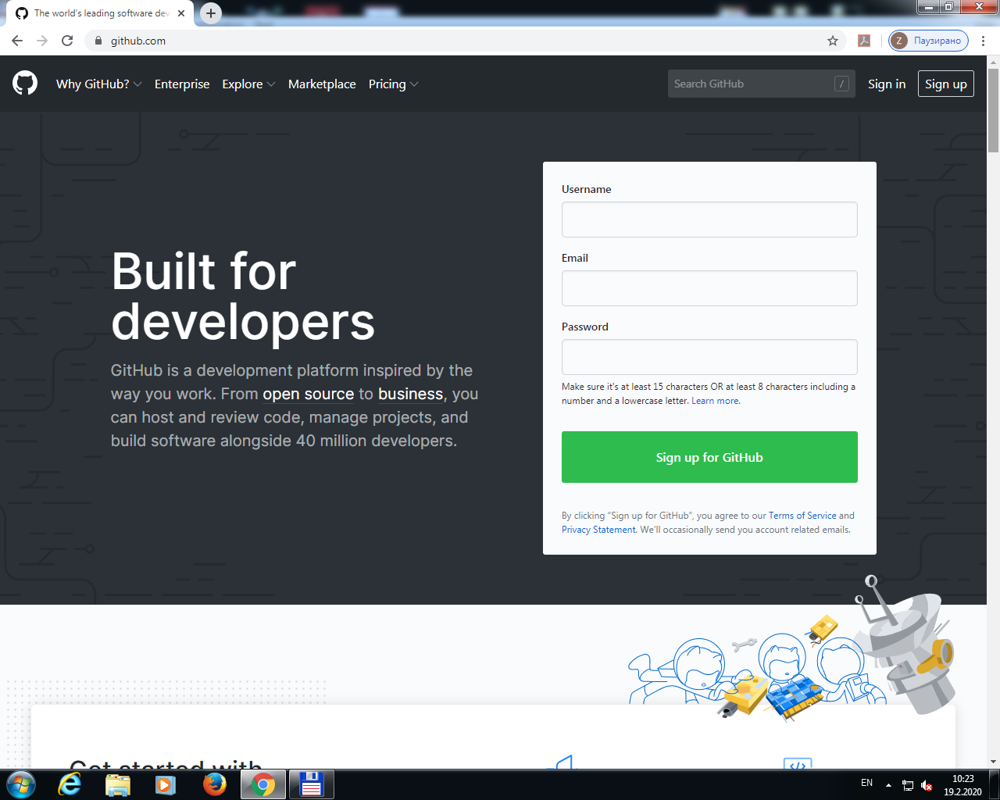 The world's leading software dev
github.com
Z
Паузирано
Why GitHub?
Enterprise
Explore
Marketplace
Pricing
Search GitHub
/
Sign in
Sign up
Built for
developers
GitHub is a development platform inspired by the
way you work. From open source to business, you
can host and review code, manage projects, and
build software alongside 40 million developers.
Username
Email
Password
Make sure it's at least 15 characters OR at least 8 characters including a
number and a lowercase letter. Learn more.
Sign up for GitHub
By clicking “Sign up for GitHub”, you agree to our Terms of Service and
Privacy Statement. We’ll occasionally send you account related emails.
Get started with
EN
10:23
19.2.2020